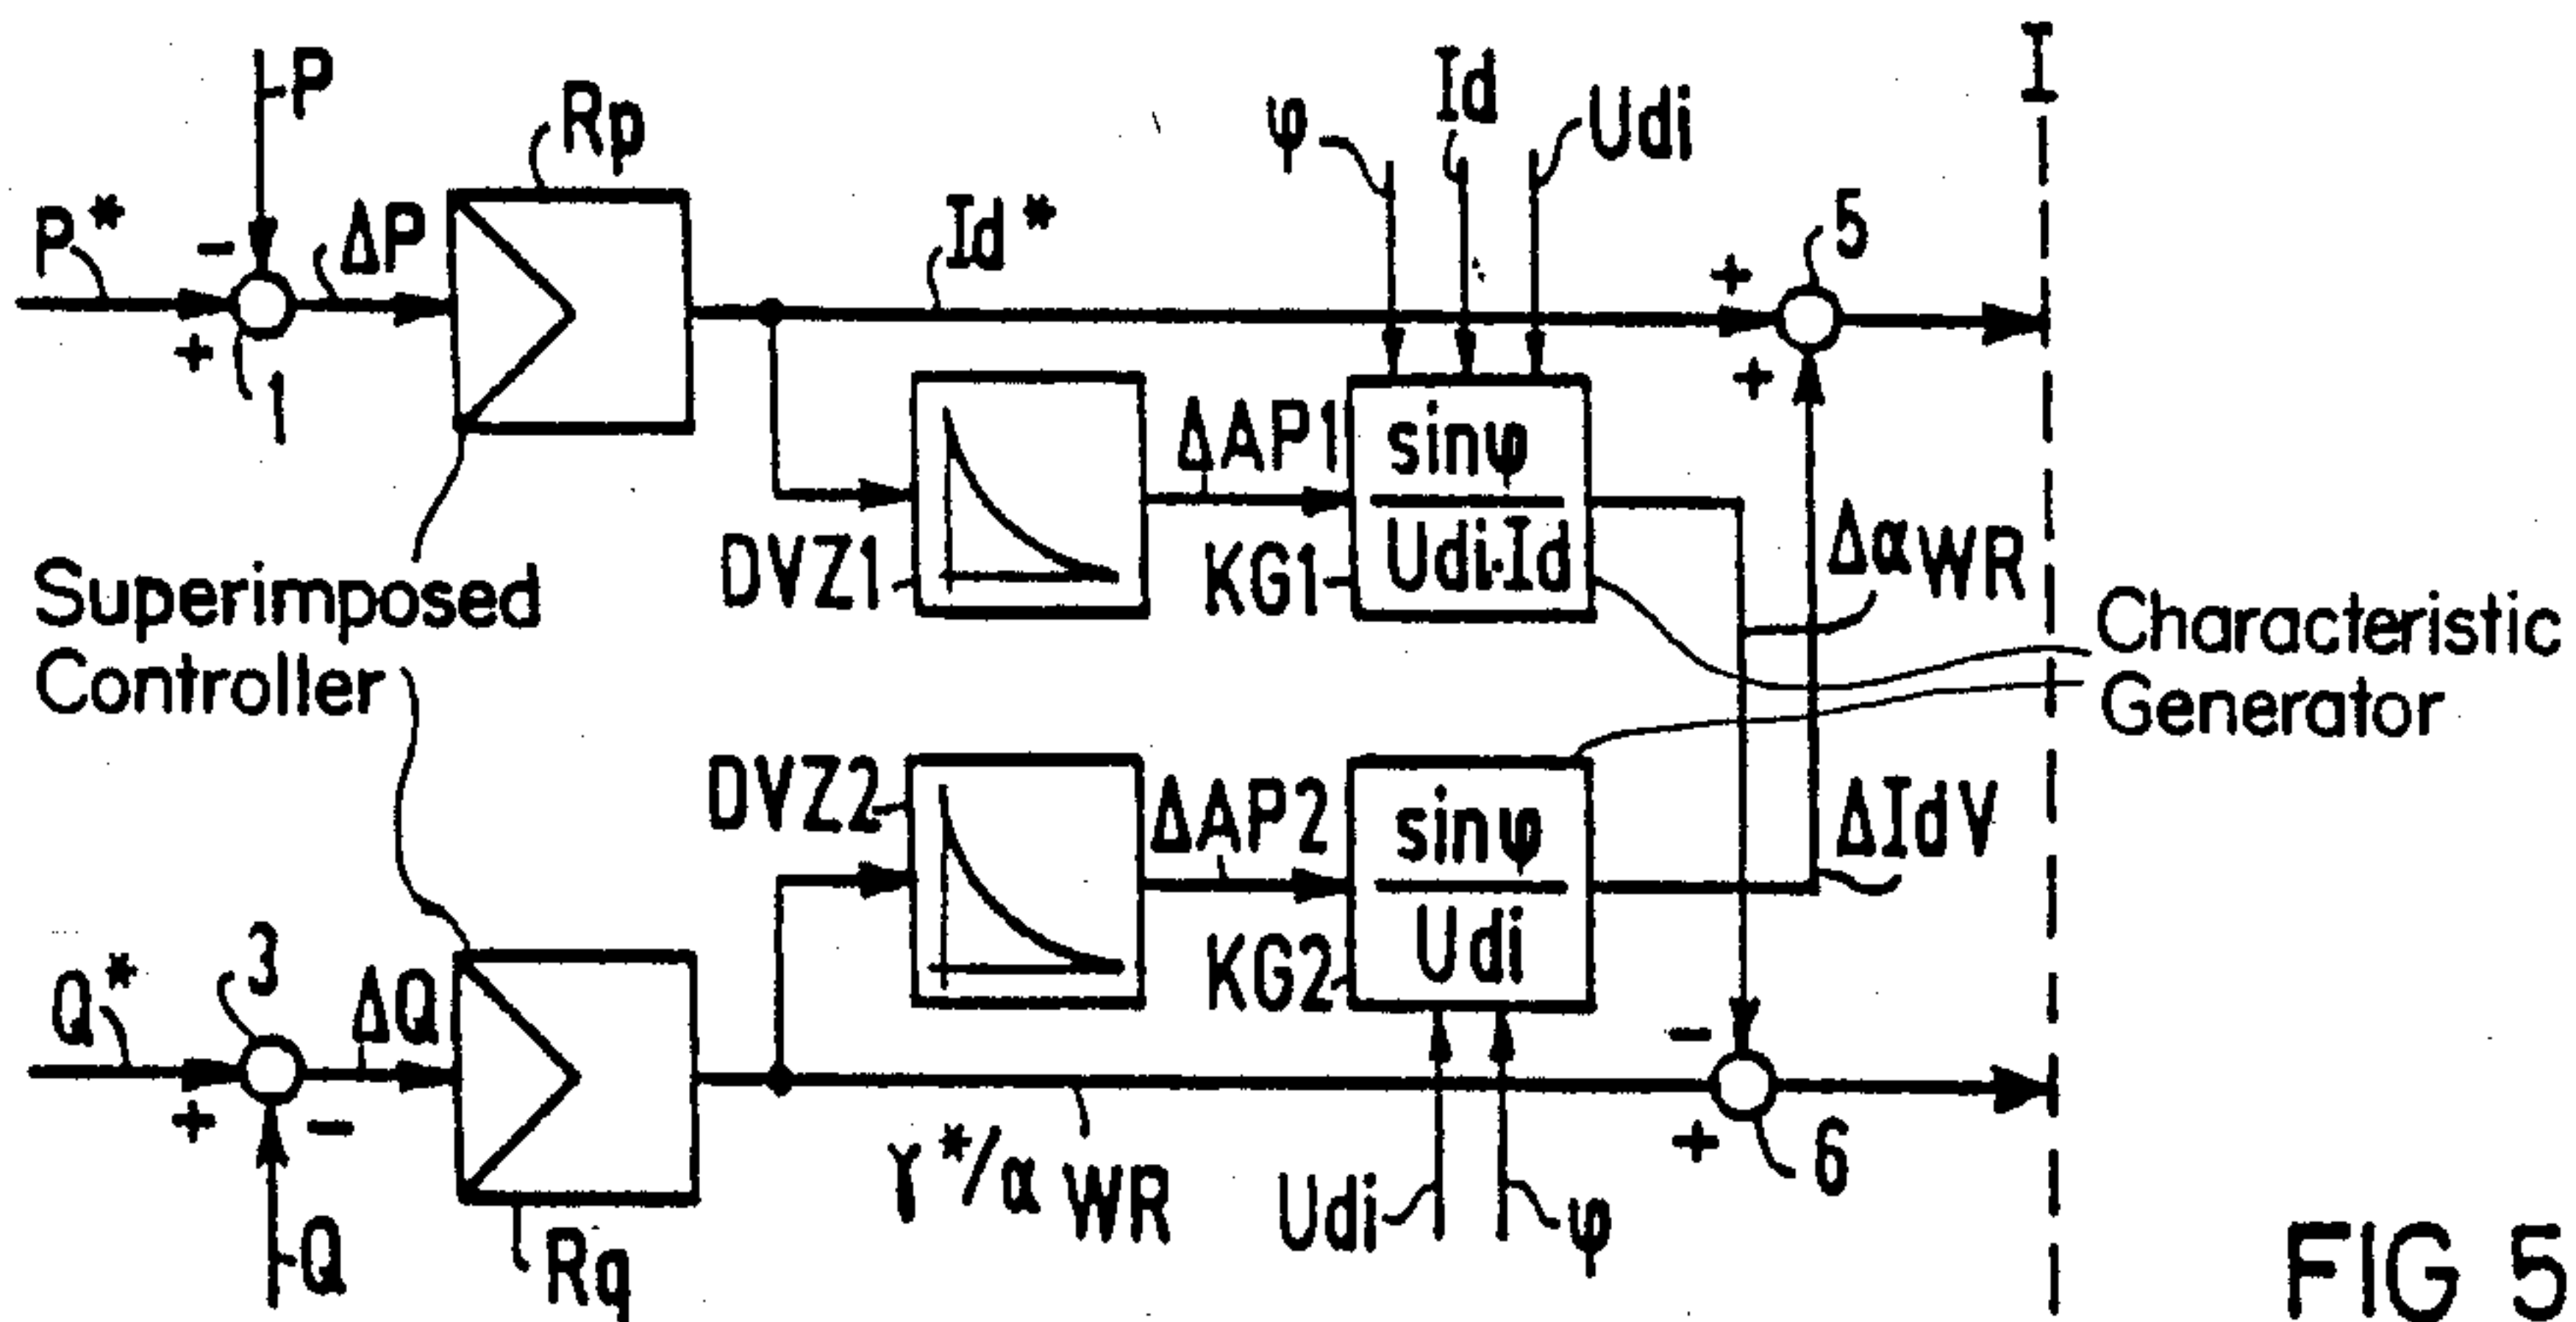 P
Rp
φ
Id
Udi
I
P*
-
ΔP
Id*
+
5
+
1
+
DVZ1
ΔAP1
KG1
sinφ
Udi·Id
ΔαWR
Superimposed
Controller
Characteristic
Generator
DVZ2
ΔAP2
KG2
sinφ
Udi
ΔIdV
Q*
3
ΔQ
-
+
-
+
6
γ*/αWR
Udi
φ
Q
Rq
FIG 5